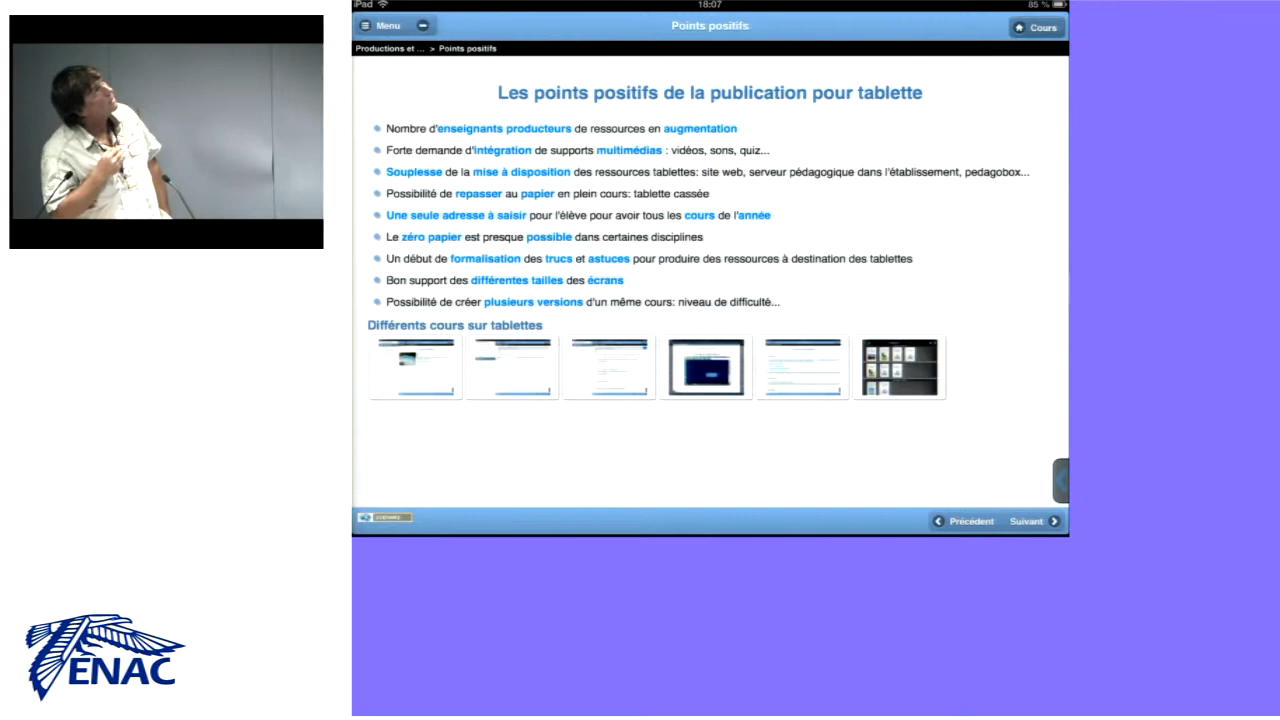 iPad 18:07 85 %
Menu Points positifs Cours
Productions et ... > Points positifs
Les points positifs de la publication pour tablette
Nombre d'enseignants producteurs de ressources en augmentation
Forte demande d'intégration de supports multimédias : vidéos, sons, quiz...
Souplesse de la mise à disposition des ressources tablettes: site web, serveur pédagogique dans l'établissement, pedagobox...
Possibilité de repasser au papier en plein cours: tablette cassée
Une seule adresse à saisir pour l'élève pour avoir tous les cours de l'année
Le zéro papier est presque possible dans certaines disciplines
Un début de formalisation des trucs et astuces pour produire des ressources à destination des tablettes
Bon support des différentes tailles des écrans
Possibilité de créer plusieurs versions d'un même cours: niveau de difficulté...
Différents cours sur tablettes
Précédent Suivant
ENAC